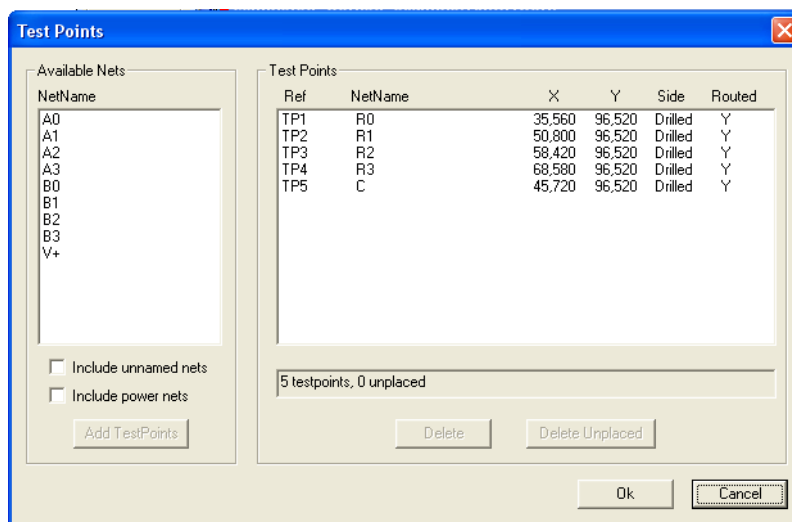 Test Points
Available Nets
NetName
A0
A1
A2
A3
B0
B1
B2
B3
V+
Include unnamed nets
Include power nets
Add TestPoints
Test Points
Ref NetName X Y Side Routed
TP1 R0 35,560 96,520 Drilled Y
TP2 R1 50,800 96,520 Drilled Y
TP3 R2 58,420 96,520 Drilled Y
TP4 R3 68,580 96,520 Drilled Y
TP5 C 45,720 96,520 Drilled Y
5 testpoints, 0 unplaced
Delete Delete Unplaced
Ok Cancel